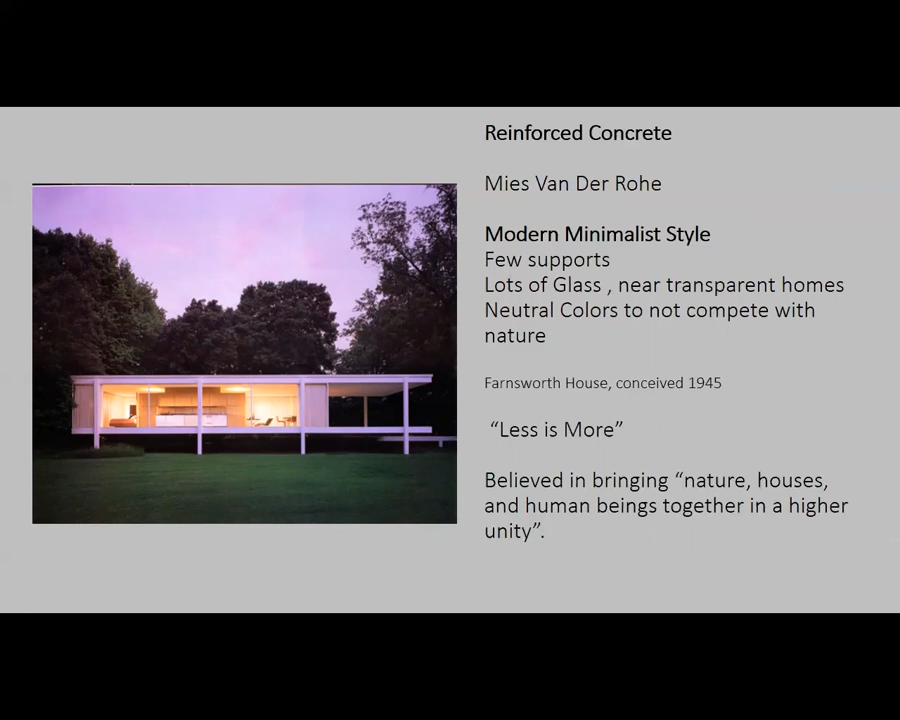 Reinforced Concrete
Mies Van Der Rohe
Modern Minimalist Style
Few supports
Lots of Glass , near transparent homes
Neutral Colors to not compete with
nature
Farnsworth House, conceived 1945
“Less is More”
Believed in bringing “nature, houses,
and human beings together in a higher
unity”.